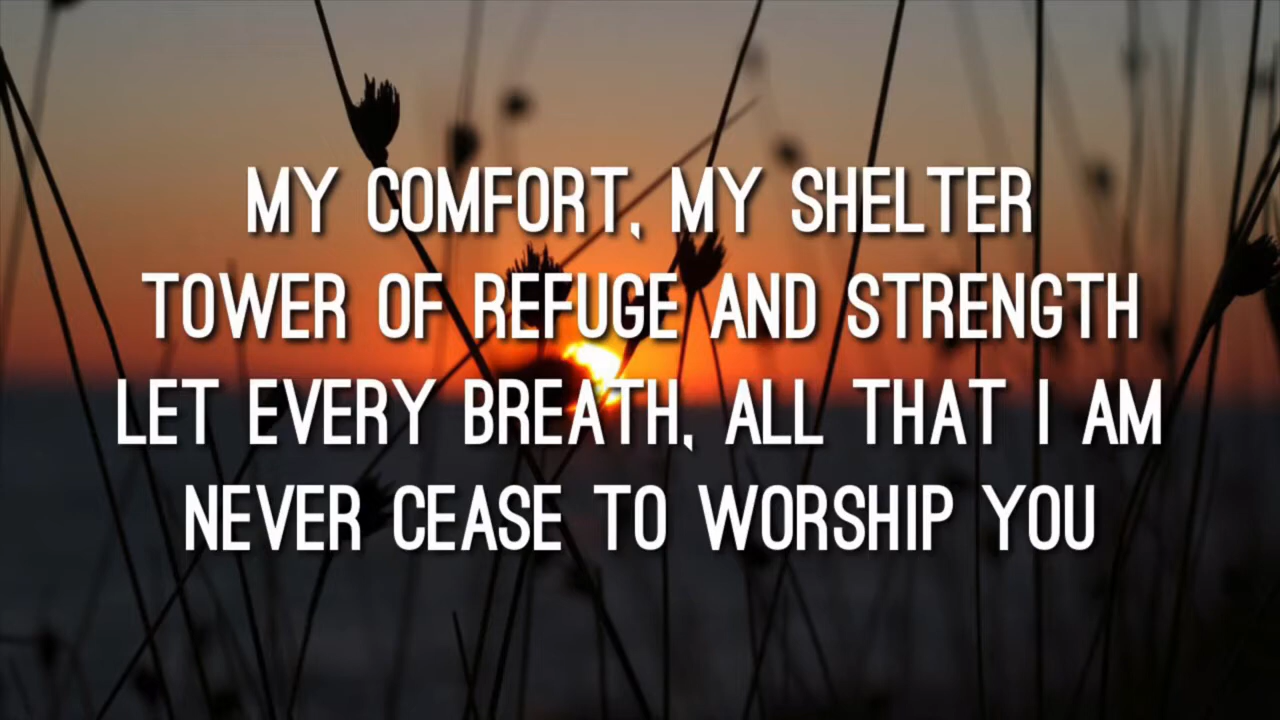 MY COMFORT, MY SHELTER
TOWER OF REFUGE AND STRENGTH
LET EVERY BREATH, ALL THAT I AM
NEVER CEASE TO WORSHIP YOU